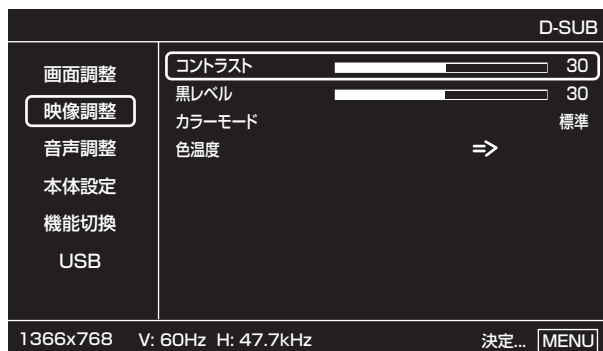 D-SUB
画面調整
映像調整
音声調整
本体設定
機能切換
USB
コントラスト 30
黒レベル 30
カラーモード 標準
色温度 =>
1366x768 V: 60Hz H: 47.7kHz 決定... MENU